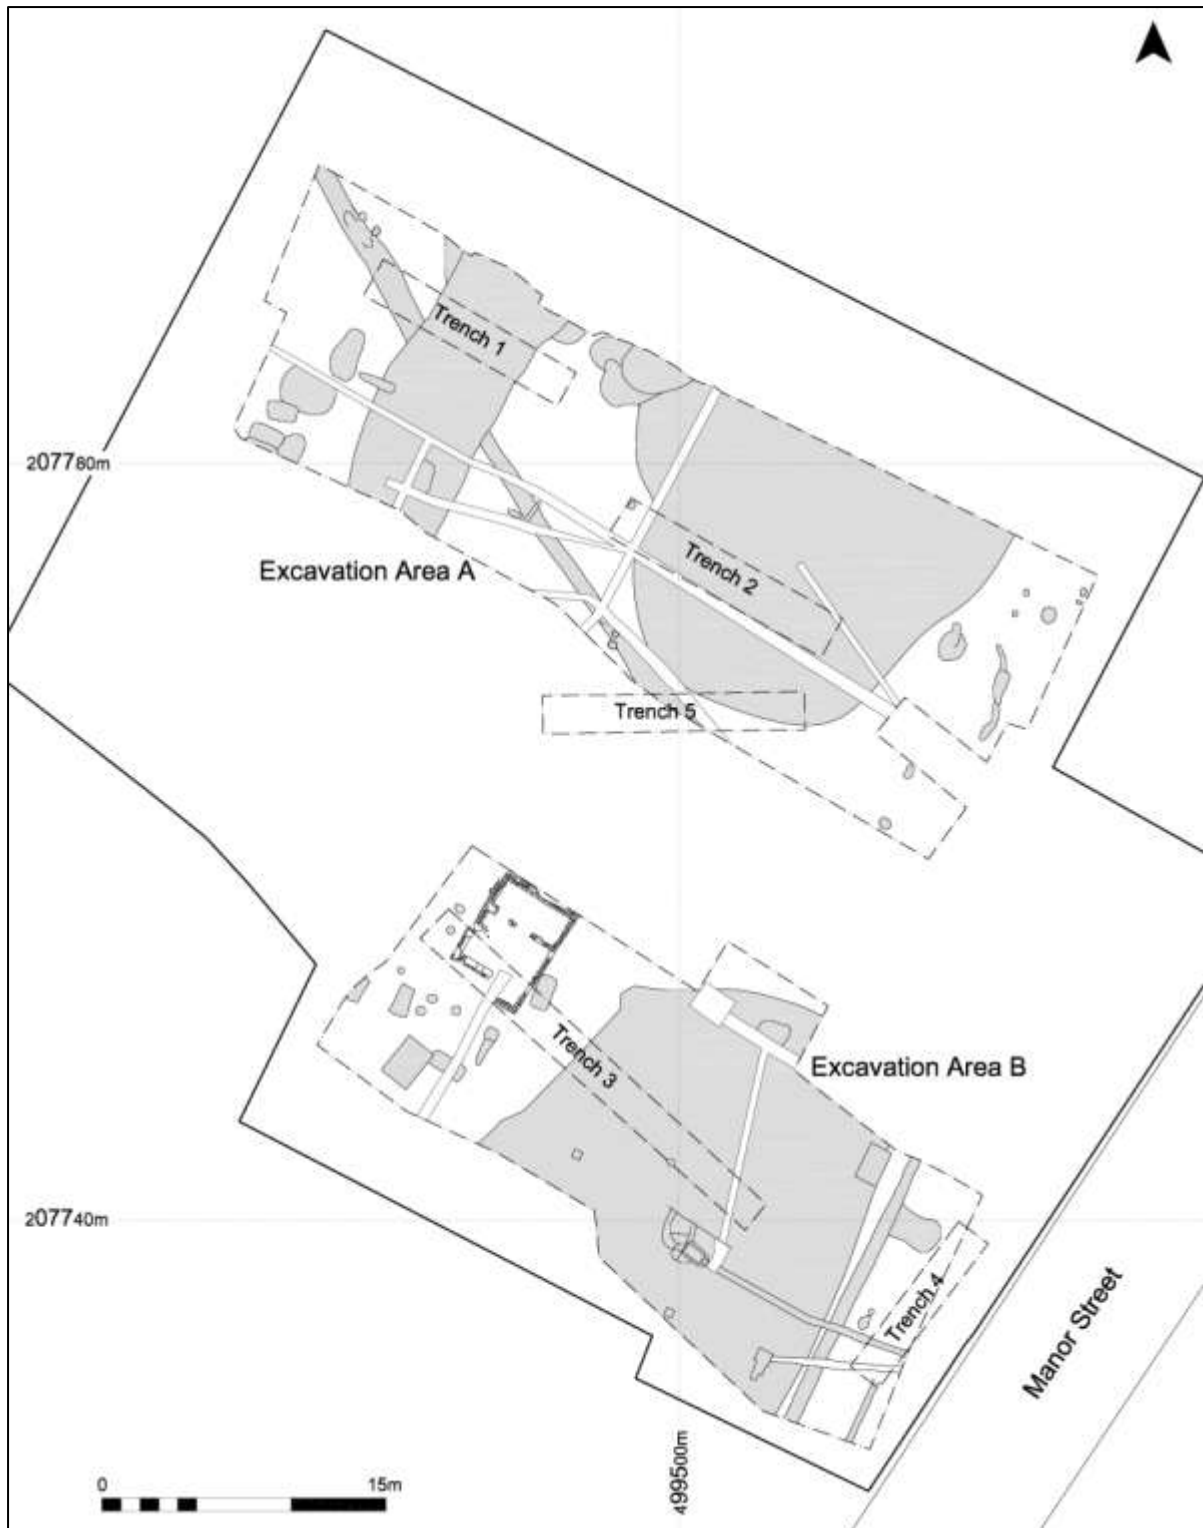 Trench 1
207780m
Trench 2
Excavation Area A
Trench 5
Trench 3
Excavation Area B
207740m
Trench 4
Manor Street
499500m
0 15m